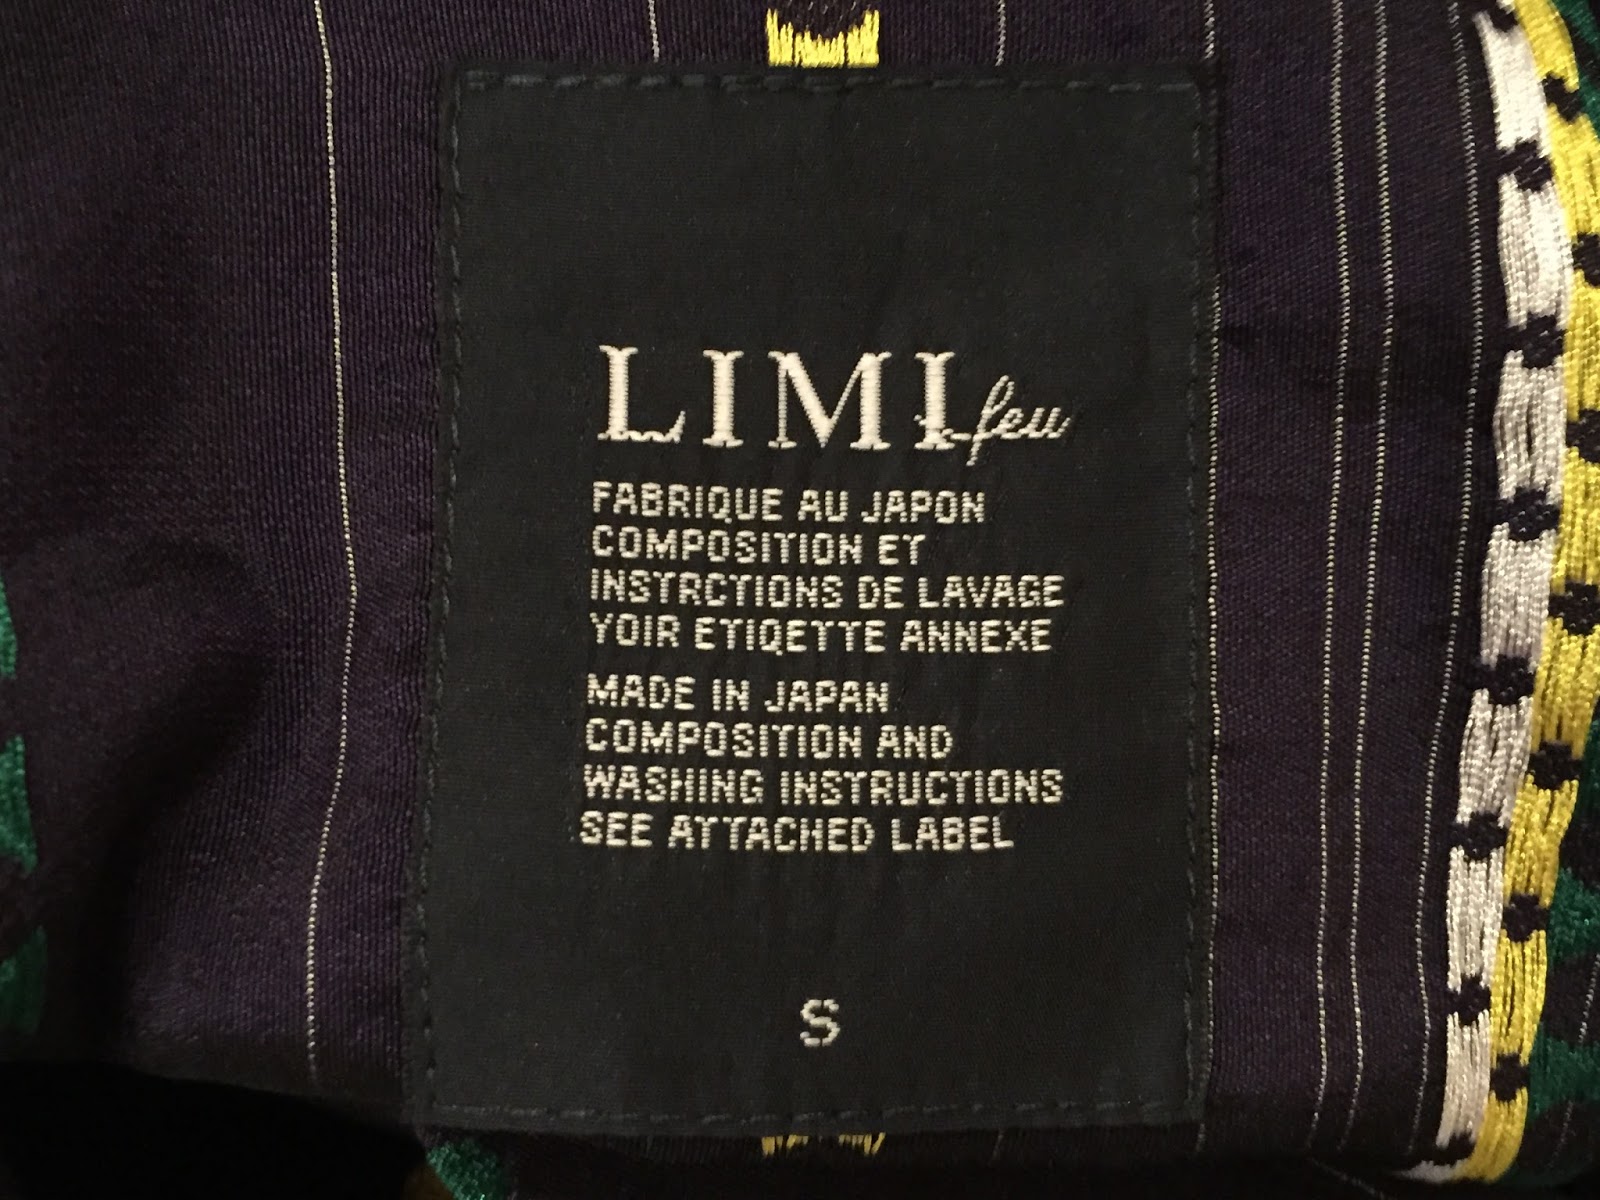 LIMI feu
FABRIQUE AU JAPON
COMPOSITION ET
INSTRCTIONS DE LAVAGE
YOIR ETIQETTE ANNEXE
MADE IN JAPAN
COMPOSITION AND
WASHING INSTRUCTIONS
SEE ATTACHED LABEL
S